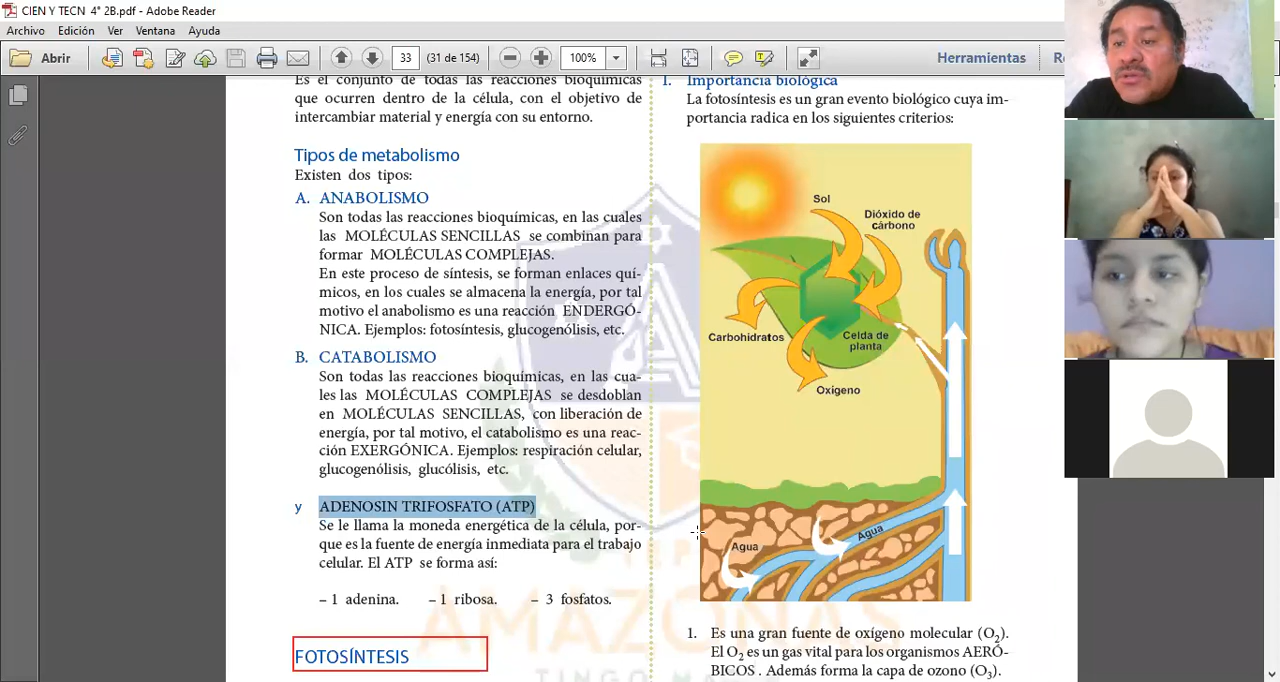 CIEN Y TECN 4° 2B.pdf - Adobe Reader
Archivo Edición Ver Ventana Ayuda
Abrir
33
(31 de 154)
100%
Herramientas
Es el conjunto de todas las reacciones bioquímicas
que ocurren dentro de la célula, con el objetivo de
intercambiar material y energía con su entorno.
Tipos de metabolismo
Existen dos tipos:
A. ANABOLISMO
Son todas las reacciones bioquímicas, en las cuales
las MOLÉCULAS SENCILLAS se combinan para
formar MOLÉCULAS COMPLEJAS.
En este proceso de síntesis, se forman enlaces quí-
micos, en los cuales se almacena la energía, por tal
motivo el anabolismo es una reacción ENDERGÓ-
NICA. Ejemplos: fotosíntesis, glucogenólisis, etc.
B. CATABOLISMO
Son todas las reacciones bioquímicas, en las cua-
les las MOLÉCULAS COMPLEJAS se desdoblan
en MOLÉCULAS SENCILLAS, con liberación de
energía, por tal motivo, el catabolismo es una reac-
ción EXERGÓNICA. Ejemplos: respiración celular,
glucogenólisis, glucólisis, etc.
y ADENOSIN TRIFOSFATO (ATP)
Se le llama la moneda energética de la célula, por-
que es la fuente de energía inmediata para el trabajo
celular. El ATP se forma así:
– 1 adenina. – 1 ribosa. – 3 fosfatos.
FOTOSÍNTESIS
I. Importancia biológica
La fotosíntesis es un gran evento biológico cuya im-
portancia radica en los siguientes criterios:
Sol
Dióxido de
cárbono
Carbohidratos
Celda de
planta
Oxígeno
Agua
Agua
1. Es una gran fuente de oxígeno molecular (O2).
El O2 es un gas vital para los organismos AERÓ-
BICOS . Además forma la capa de ozono (O3).
AMAZONAS